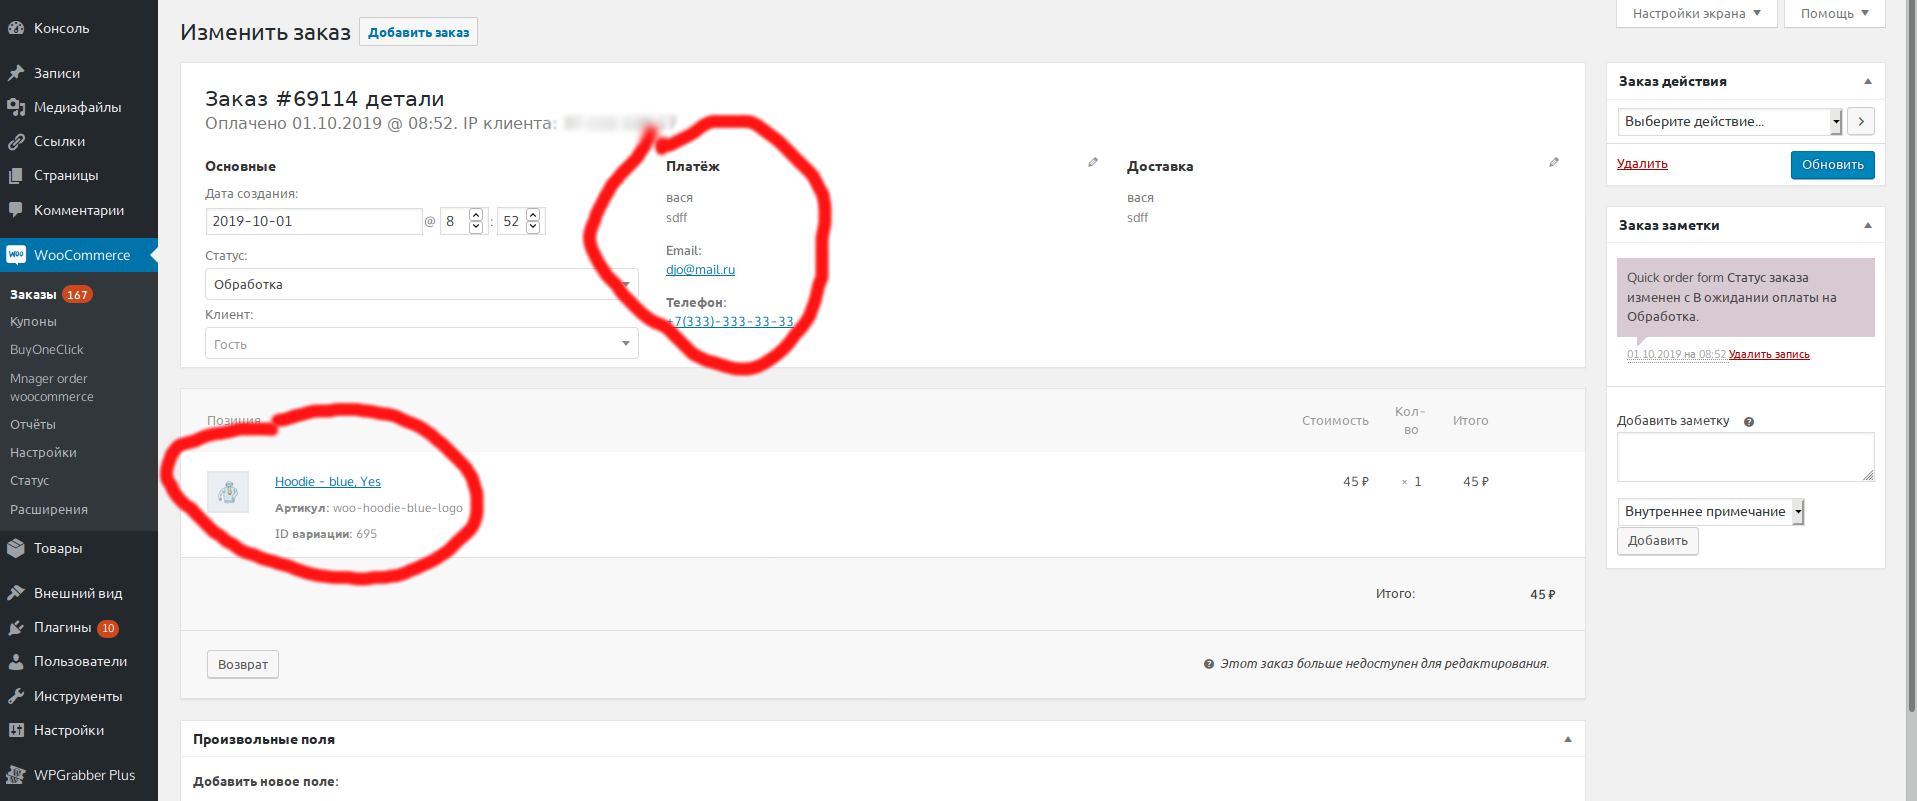 Консоль
Записи
Медиафайлы
Ссылки
Страницы
Комментарии
WooCommerce
Заказы 167
Купоны
BuyOneClick
Mnager order
woocommerce
Отчёты
Настройки
Статус
Расширения
Товары
Внешний вид
Плагины 10
Пользователи
Инструменты
Настройки
WPGrabber Plus
Настройки экрана
Помощь
Изменить заказ
Добавить заказ
Заказ #69114 детали
Оплачено 01.10.2019 @ 08:52. IP клиента:
Основные
Дата создания:
2019-10-01 @ 8 : 52
Статус:
Обработка
Клиент:
Гость
Платёж
вася
sdff
Email:
djo@mail.ru
Телефон:
+7(333)-333-33-33
Доставка
вася
sdff
Позиция Стоимость Кол-
во Итого
Hoodie - blue, Yes 45 ₽ × 1 45 ₽
Артикул: woo-hoodie-blue-logo
ID вариации: 695
Итого: 45 ₽
Возврат
Этот заказ больше недоступен для редактирования.
Произвольные поля
Добавить новое поле:
Заказ действия
Выберите действие...
Удалить
Обновить
Заказ заметки
Quick order form Статус заказа
изменен с В ожидании оплаты на
Обработка.
01.10.2019 на 08:52 Удалить запись
Добавить заметку
Внутреннее примечание
Добавить